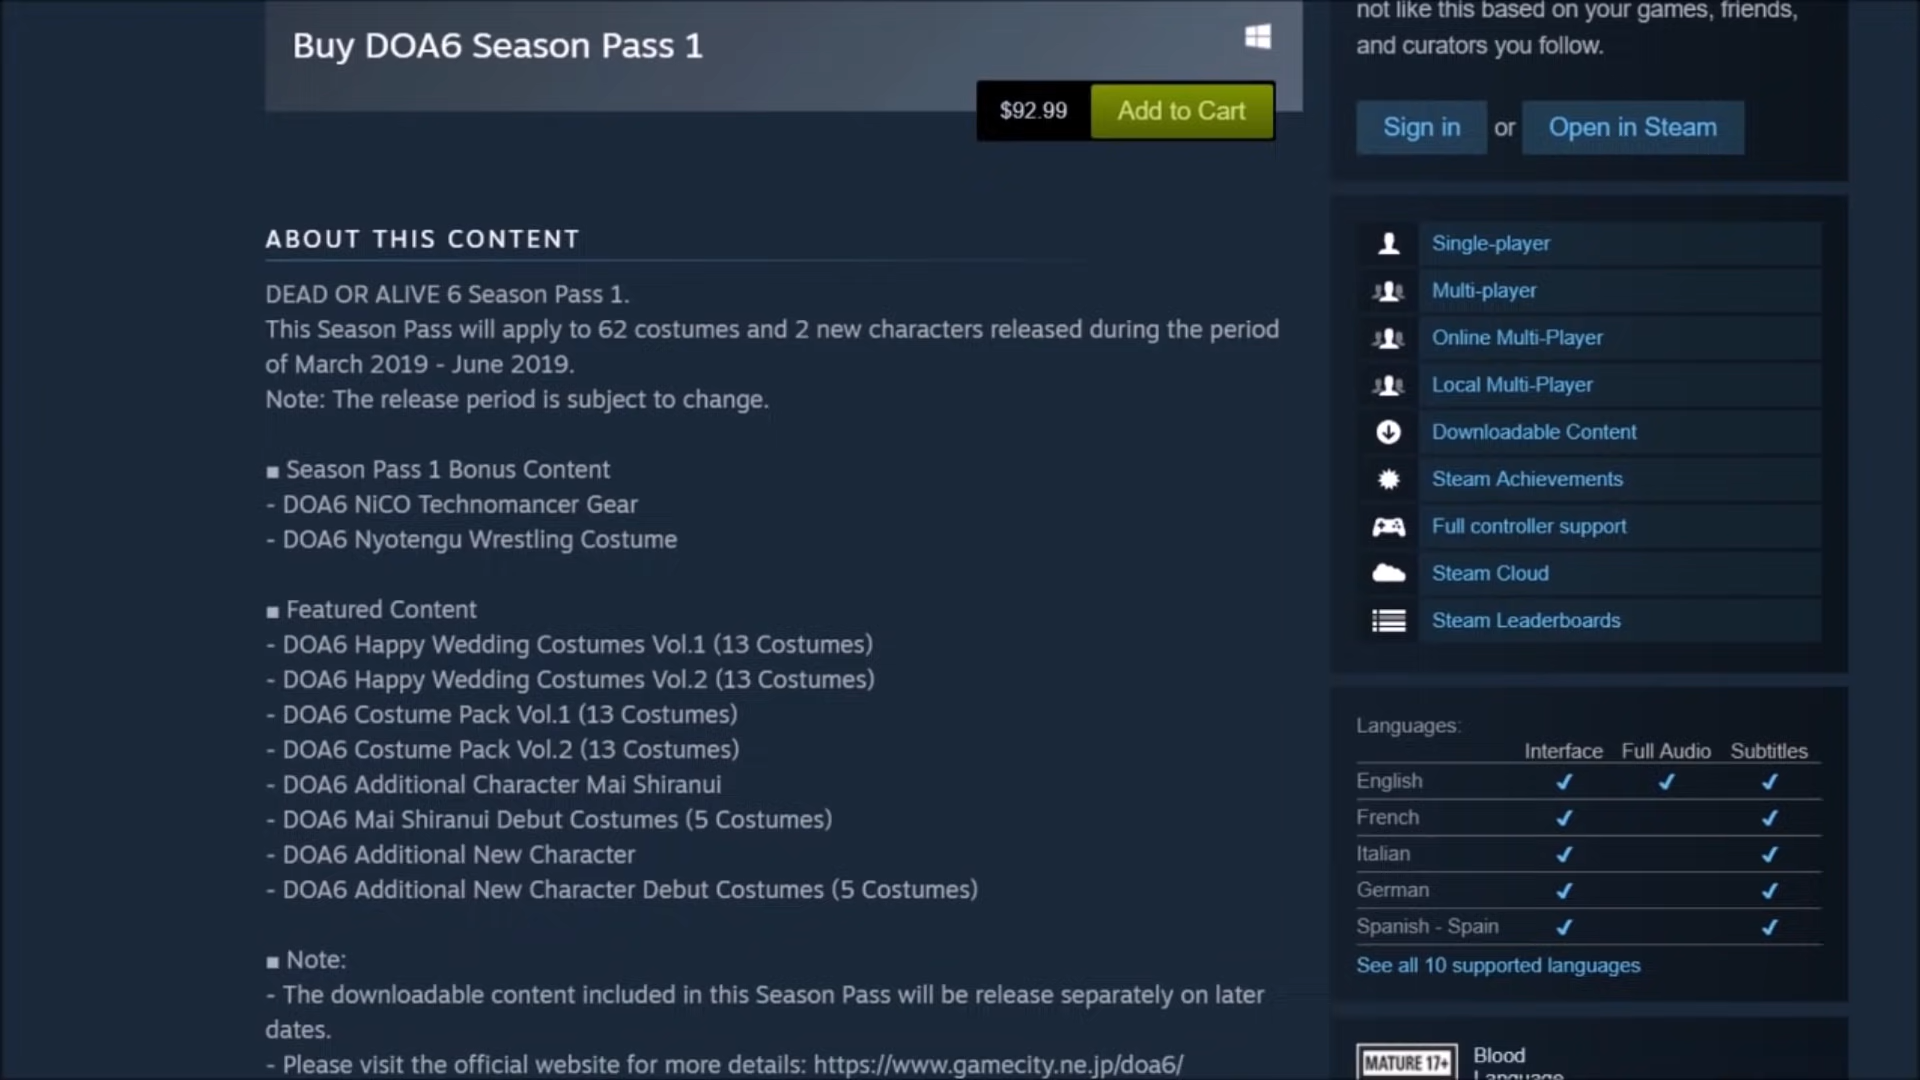 Buy DOA6 Season Pass 1
$92.99
Add to Cart
ABOUT THIS CONTENT
DEAD OR ALIVE 6 Season Pass 1.
This Season Pass will apply to 62 costumes and 2 new characters released during the period
of March 2019 - June 2019.
Note: The release period is subject to change.
■ Season Pass 1 Bonus Content
- DOA6 NiCO Technomancer Gear
- DOA6 Nyotengu Wrestling Costume
■ Featured Content
- DOA6 Happy Wedding Costumes Vol.1 (13 Costumes)
- DOA6 Happy Wedding Costumes Vol.2 (13 Costumes)
- DOA6 Costume Pack Vol.1 (13 Costumes)
- DOA6 Costume Pack Vol.2 (13 Costumes)
- DOA6 Additional Character Mai Shiranui
- DOA6 Mai Shiranui Debut Costumes (5 Costumes)
- DOA6 Additional New Character
- DOA6 Additional New Character Debut Costumes (5 Costumes)
■ Note:
- The downloadable content included in this Season Pass will be release separately on later
dates.
- Please visit the official website for more details: https://www.gamecity.ne.jp/doa6/
not like this based on your games, friends,
and curators you follow.
Sign in or Open in Steam
Single-player
Multi-player
Online Multi-Player
Local Multi-Player
Downloadable Content
Steam Achievements
Full controller support
Steam Cloud
Steam Leaderboards
Languages:
Interface Full Audio Subtitles
English ✔ ✔ ✔
French ✔ ✔
Italian ✔ ✔
German ✔ ✔
Spanish - Spain ✔ ✔
See all 10 supported languages
MATURE 17+
Blood
Language